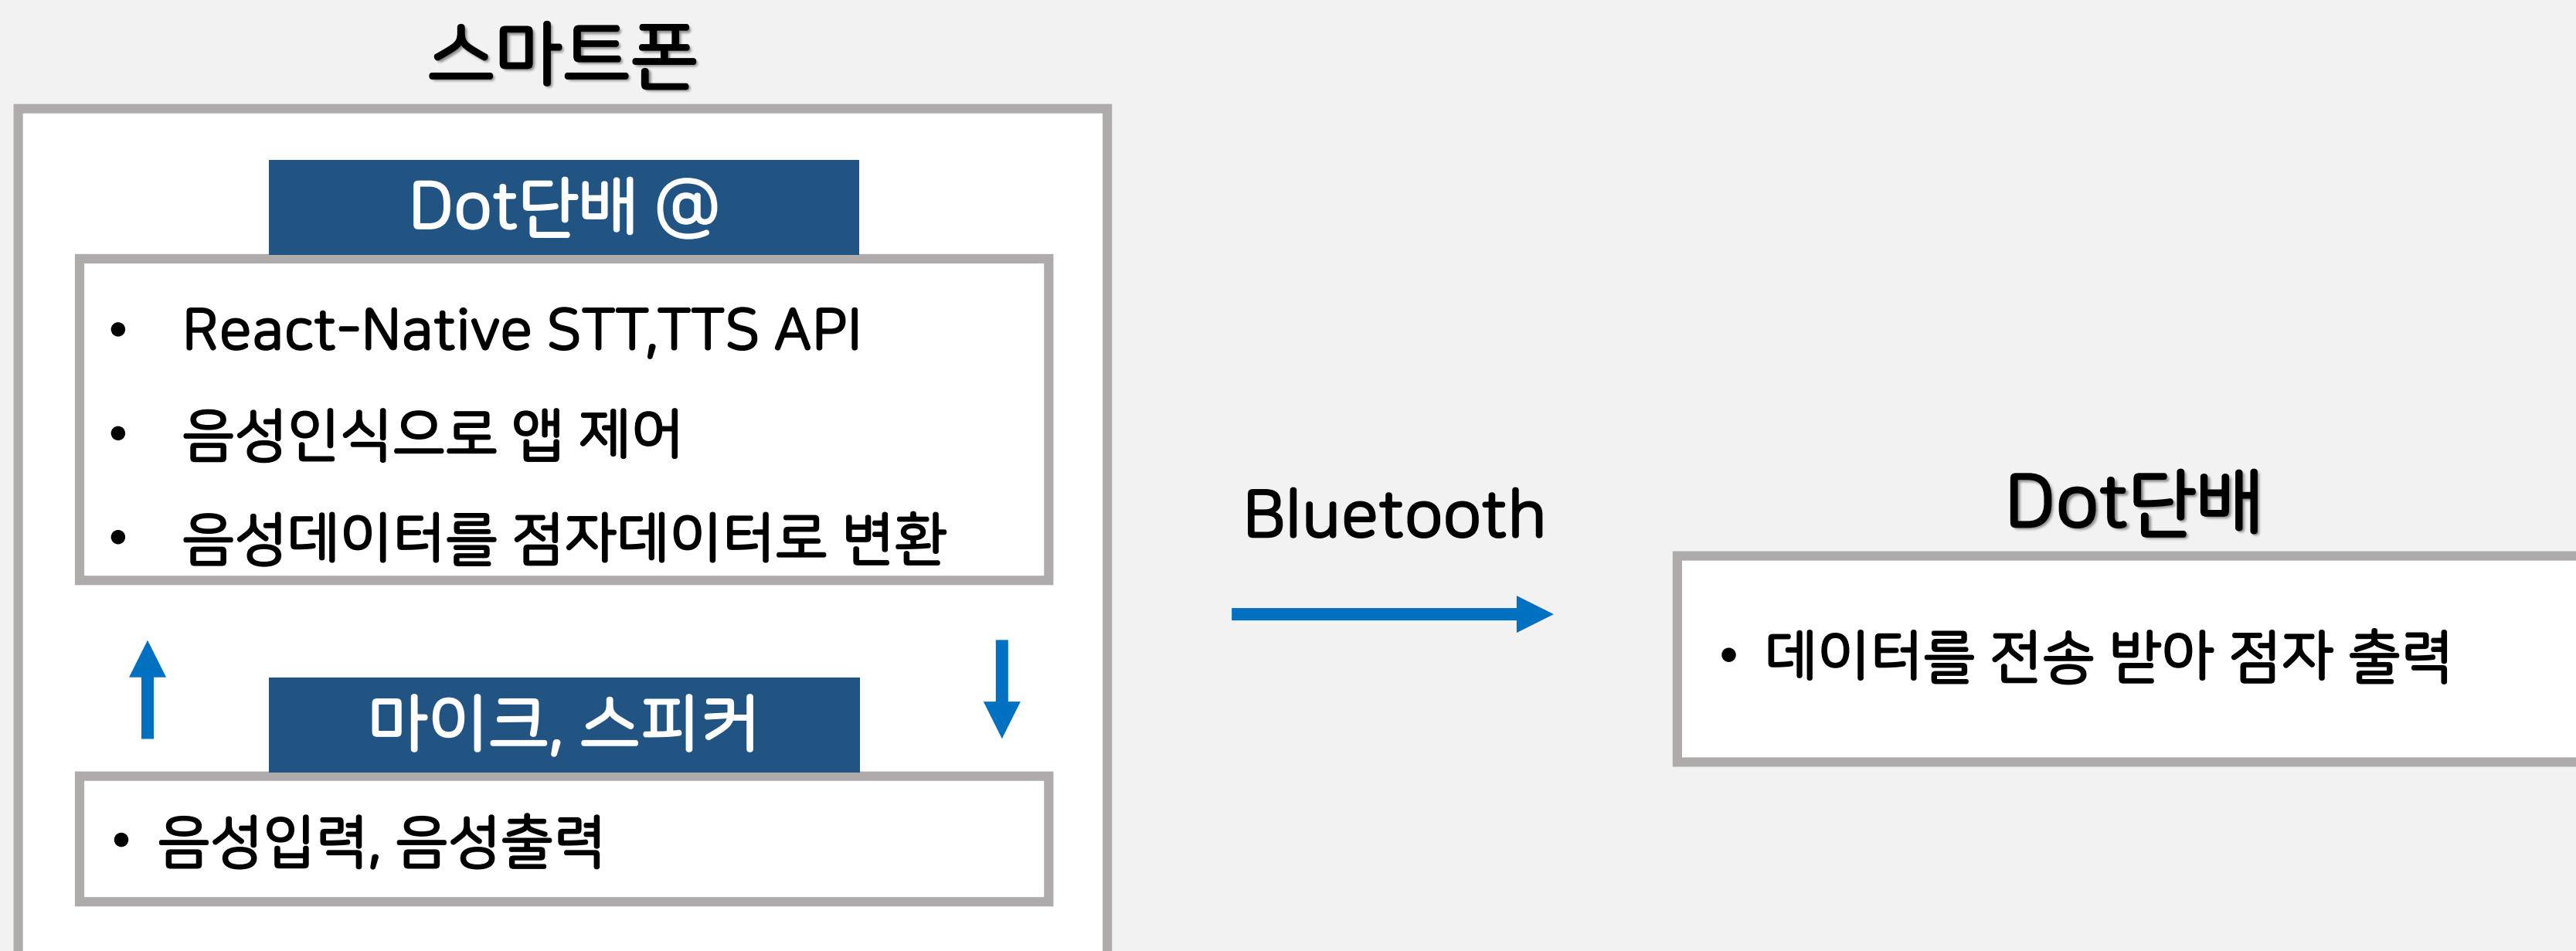 스마트폰
Dot단배 @
• React-Native STT,TTS API
• 음성인식으로 앱 제어
• 음성데이터를 점자데이터로 변환
마이크, 스피커
• 음성입력, 음성출력
Bluetooth
Dot단배
• 데이터를 전송 받아 점자 출력